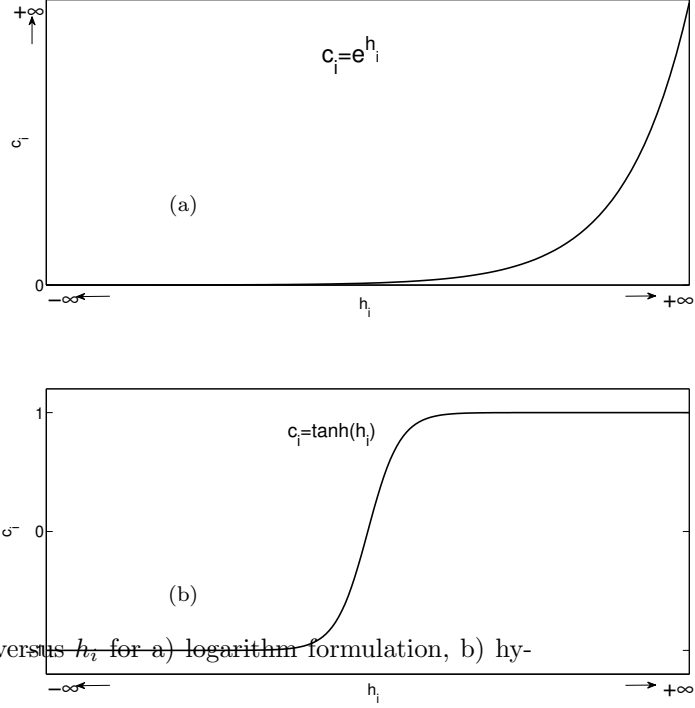 +∞
c_i=e^{h_i}
c_i
(a)
0
−∞ h_i +∞
1
c_i=tanh(h_i)
0
c_i
(b)
versus h_i for a) logarithm formulation, b) hy-
−∞ h_i +∞